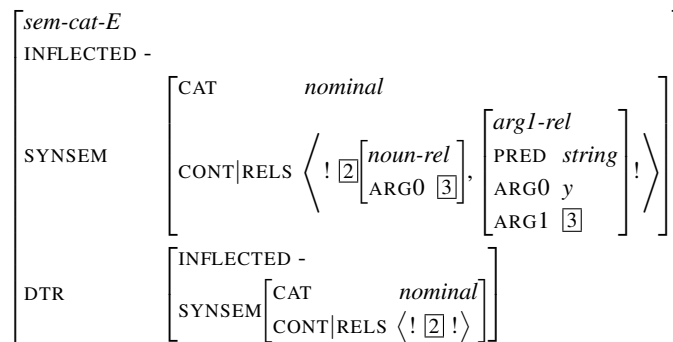 sem-cat-E
INFLECTED -
SYNSEM
CAT nominal
CONT|RELS ⟨ ! [2] noun-rel
ARG0 [3] ,
arg1-rel
PRED string
ARG0 y
ARG1 [3]
! ⟩
DTR
INFLECTED -
SYNSEM
CAT nominal
CONT|RELS ⟨! [2] !⟩